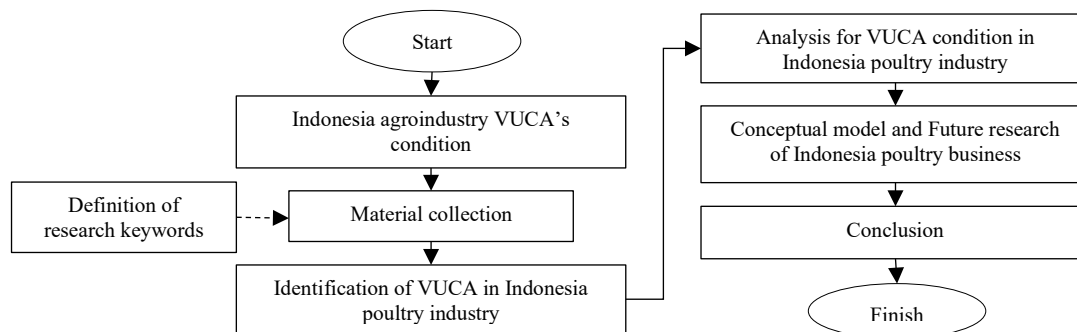 Start
Indonesia agroindustry VUCA's
condition
Definition of
research keywords
Material collection
Identification of VUCA in Indonesia
poultry industry
Analysis for VUCA condition in
Indonesia poultry industry
Conceptual model and Future research
of Indonesia poultry business
Conclusion
Finish